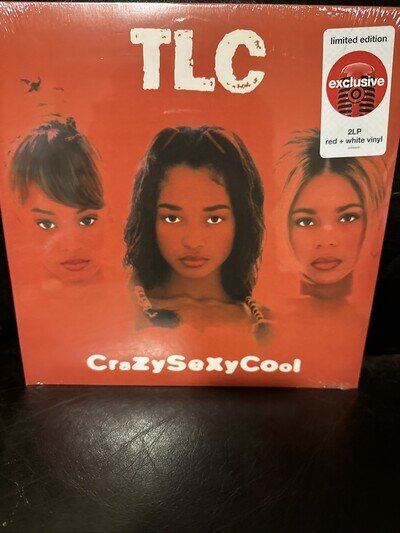 TLC
limited edition
exclusive
2LP
red + white vinyl
CraZySeXyCool